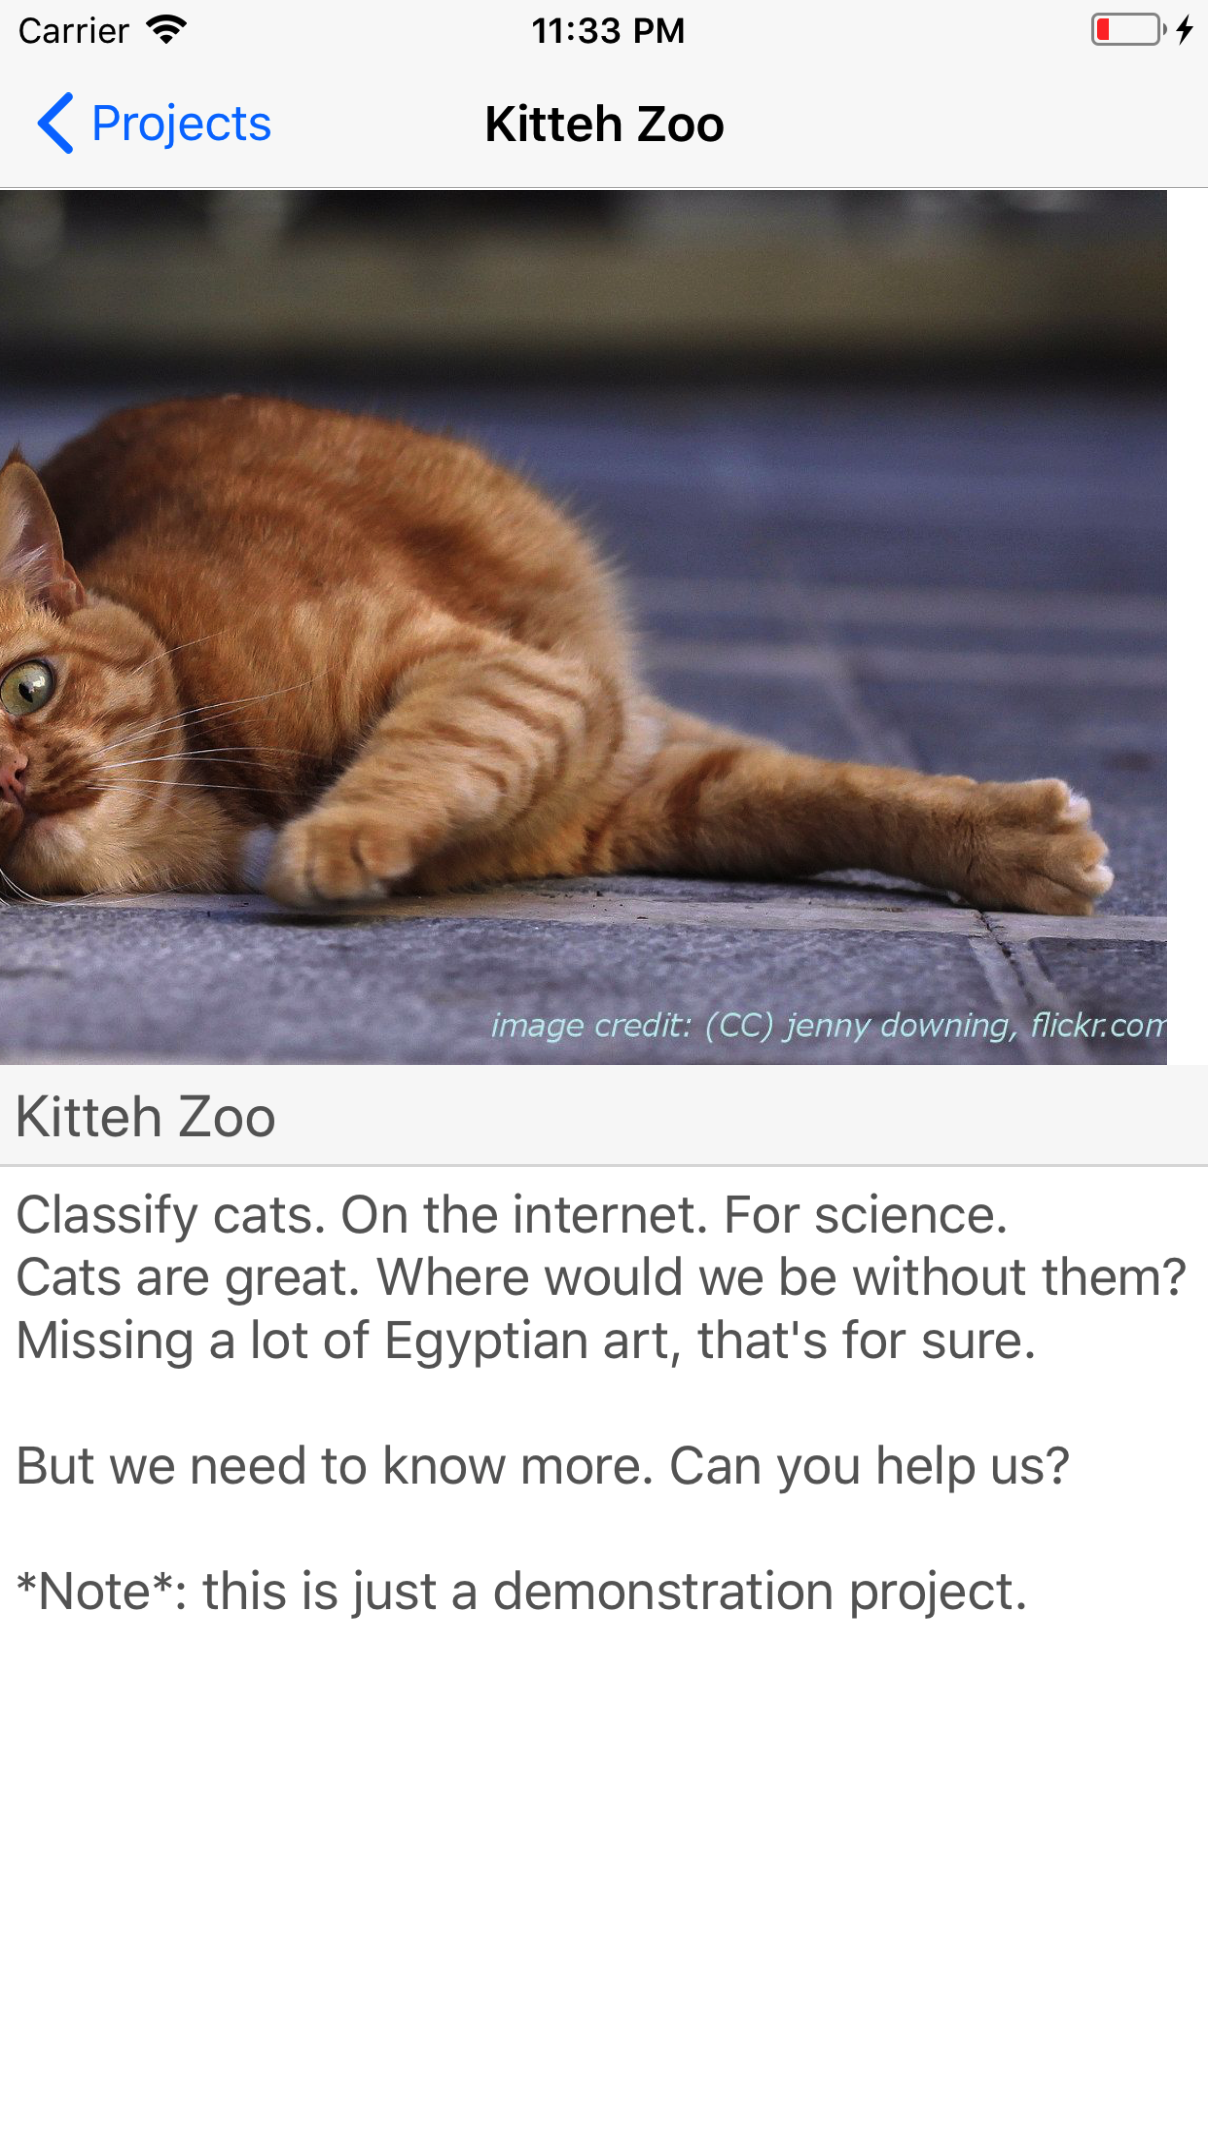 Carrier 11:33 PM
Projects Kitteh Zoo
image credit: (CC) jenny downing, flickr.com
Kitteh Zoo
Classify cats. On the internet. For science.
Cats are great. Where would we be without them?
Missing a lot of Egyptian art, that's for sure.
But we need to know more. Can you help us?
*Note*: this is just a demonstration project.